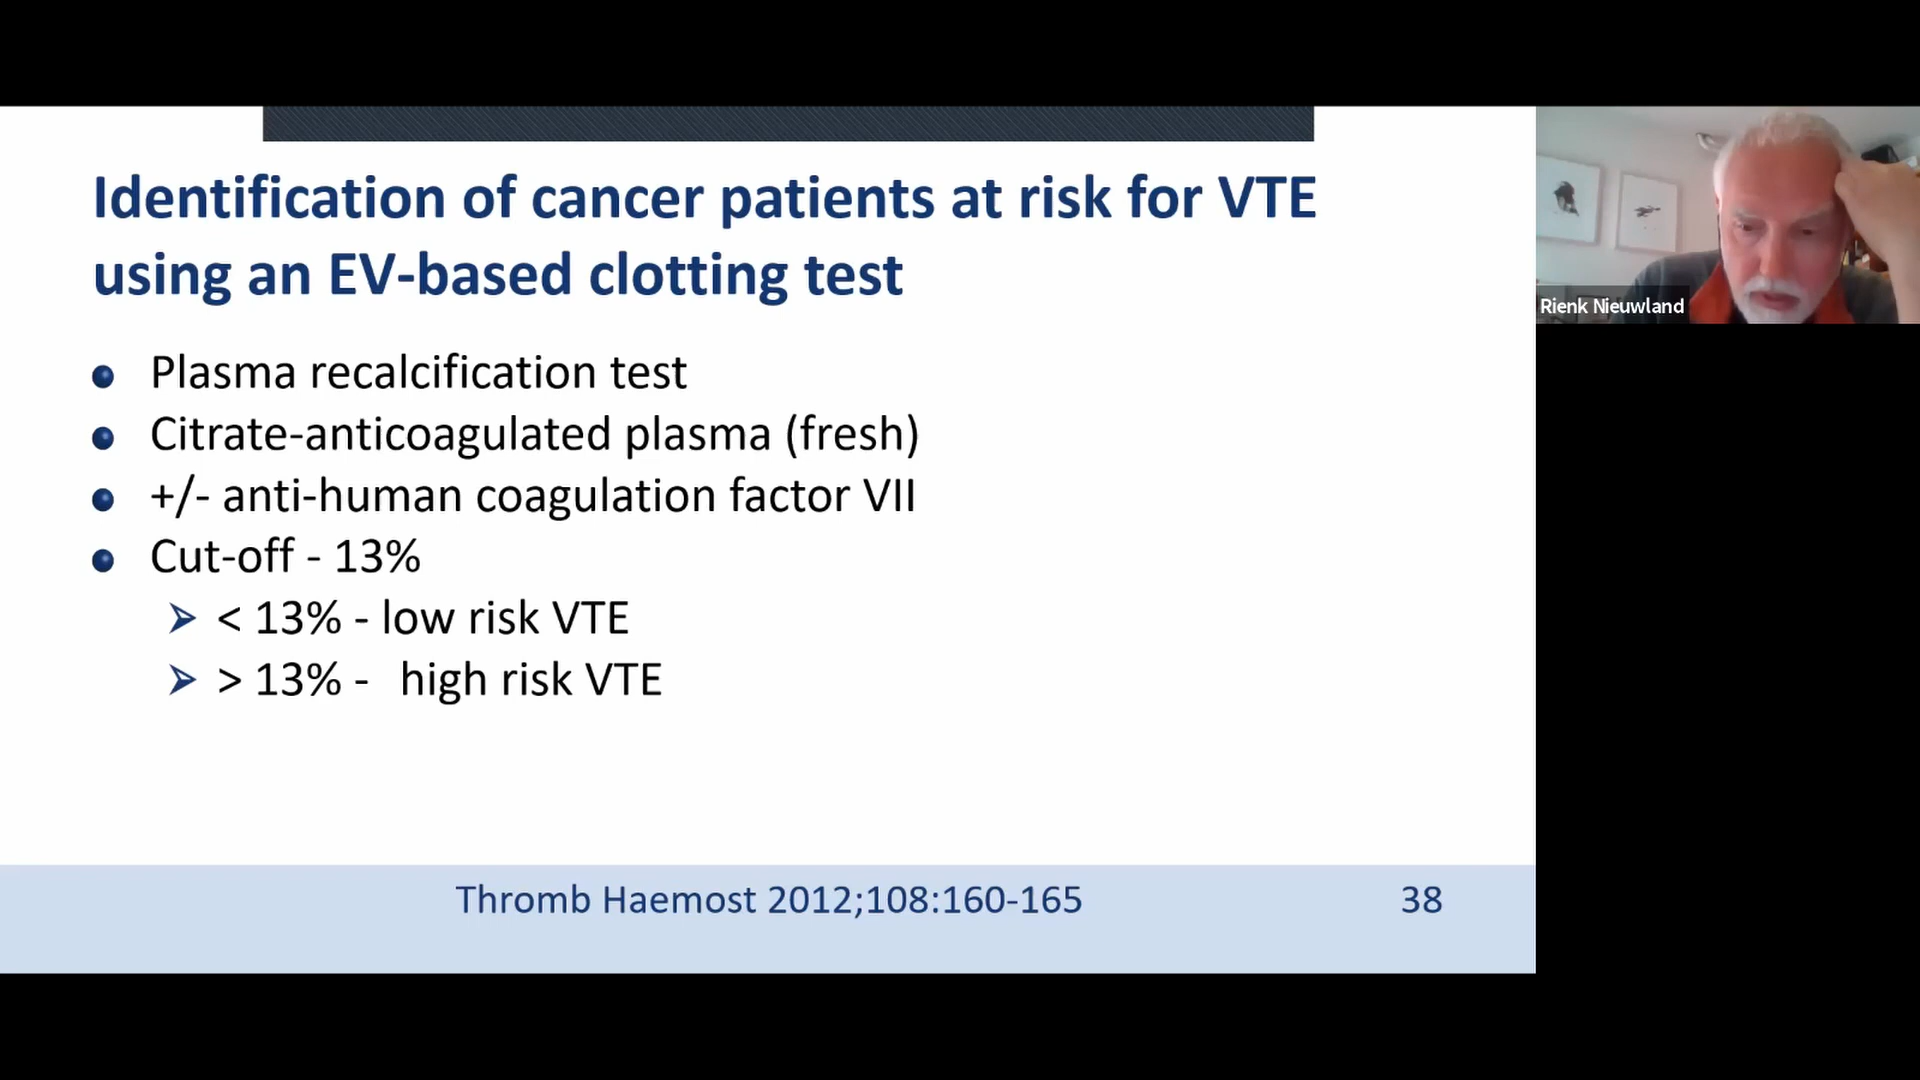 Identification of cancer patients at risk for VTE
using an EV-based clotting test
Plasma recalcification test
Citrate-anticoagulated plasma (fresh)
+/- anti-human coagulation factor VII
Cut-off - 13%
< 13% - low risk VTE
> 13% - high risk VTE
Thromb Haemost 2012;108:160-165
38
Rienk Nieuwland